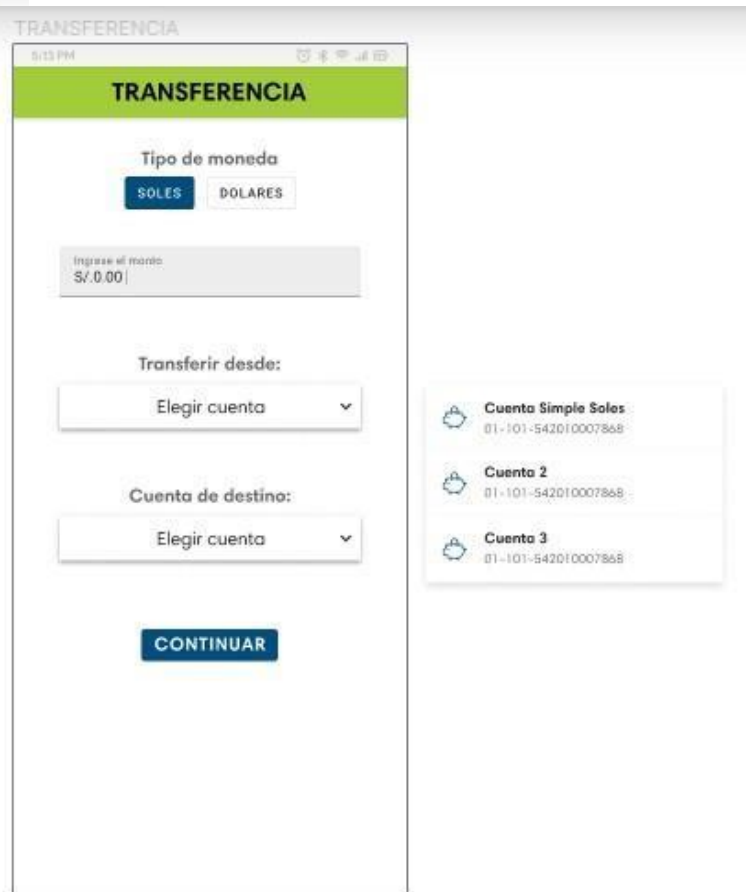 TRANSFERENCIA
5:13 PM
TRANSFERENCIA
Tipo de moneda
SOLES DOLARES
Ingrese el monto
S/.0.00
Transferir desde:
Elegir cuenta
Cuenta Simple Soles
01-101-542010007868
Cuenta 2
01-101-542010007868
Cuenta 3
01-101-542010007868
Cuenta de destino:
Elegir cuenta
CONTINUAR